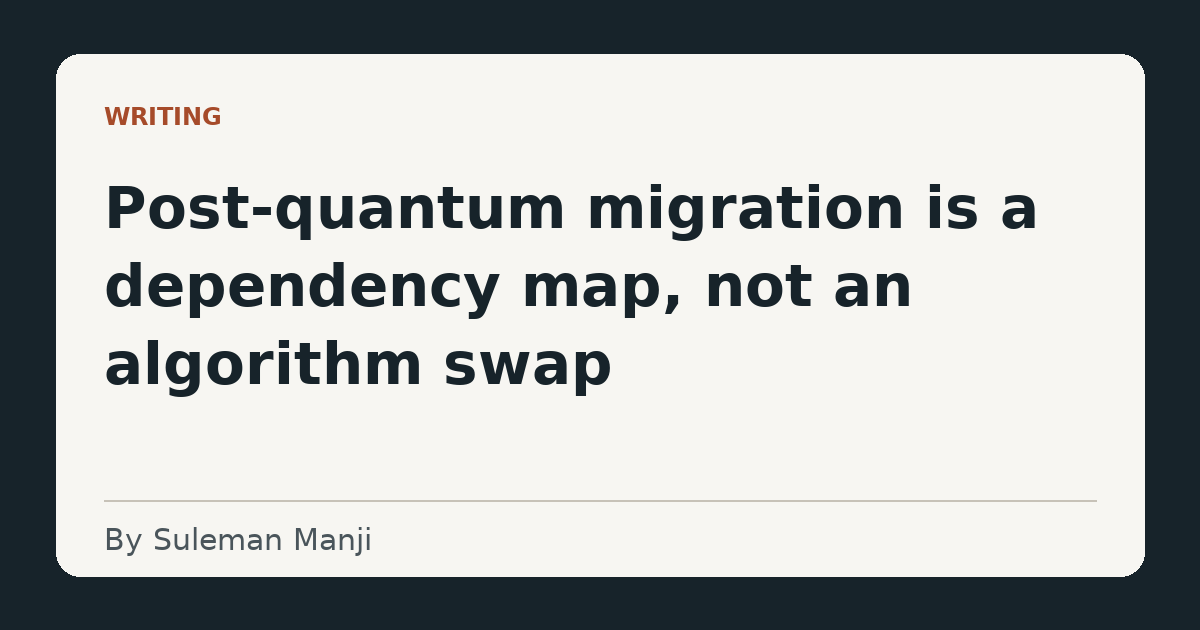 WRITING
Post-quantum migration is a
dependency map, not an
algorithm swap
By Suleman Manji